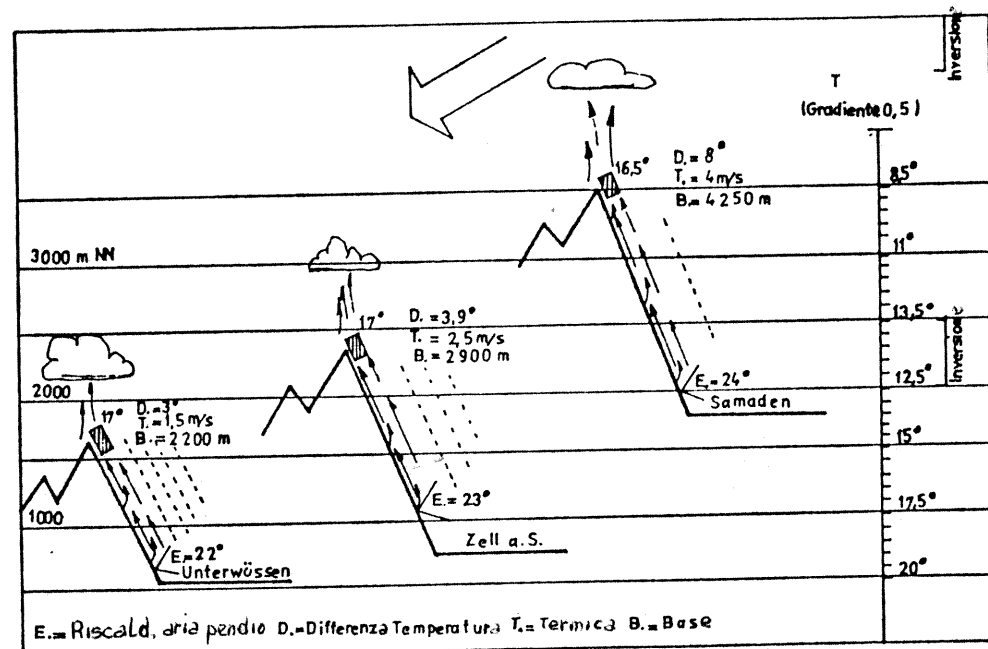 Inversione
T
(Gradiente 0,5)
16,5°
D.= 8°
T. = 4 m/s
B.= 4250 m
8,5°
3000 m NN
11°
17°
D. = 3,9°
T. = 2,5 m/s
B. = 2900 m
13,5°
Inversione
E.= 24°
Samaden
12,5°
2000
17°
D.= 3°
T.= 1,5 m/s
B. = 2200 m
15°
E.= 23°
17,5°
1000
Zell a.S.
E.= 22°
Unterwössen
20°
E.= Riscald, aria pendio D.= Differenza Temperatura T.= Termica B.= Base